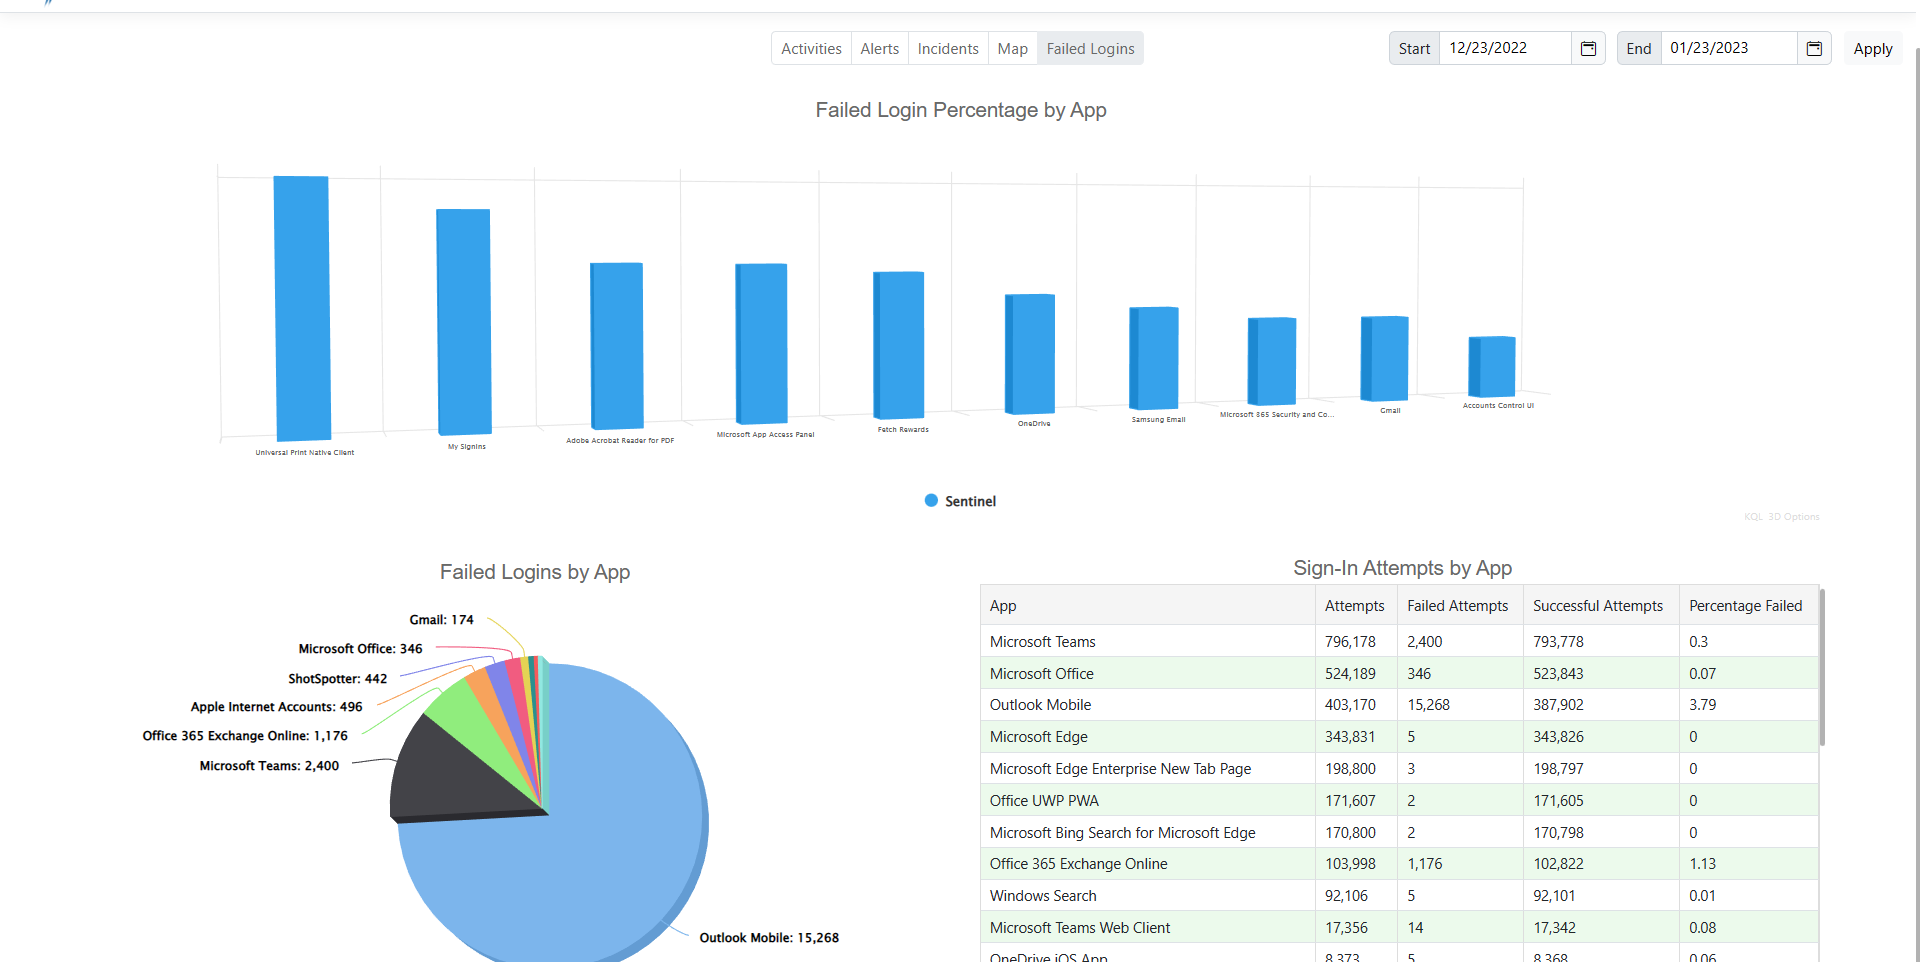 Activities Alerts Incidents Map Failed Logins Start 12/23/2022 End 01/23/2023 Apply
Failed Login Percentage by App
Universal Print Native Client
My Signins
Adobe Acrobat Reader for PDF
Microsoft App Access Panel
Fetch Rewards
OneDrive
Samsung Email
Microsoft 365 Security and Co...
Gmail
Accounts Control UI
Sentinel
KQL 3D Options
Failed Logins by App
Gmail: 174
Microsoft Office: 346
ShotSpotter: 442
Apple Internet Accounts: 496
Office 365 Exchange Online: 1,176
Microsoft Teams: 2,400
Outlook Mobile: 15,268
Sign-In Attempts by App
App Attempts Failed Attempts Successful Attempts Percentage Failed
Microsoft Teams 796,178 2,400 793,778 0.3
Microsoft Office 524,189 346 523,843 0.07
Outlook Mobile 403,170 15,268 387,902 3.79
Microsoft Edge 343,831 5 343,826 0
Microsoft Edge Enterprise New Tab Page 198,800 3 198,797 0
Office UWP PWA 171,607 2 171,605 0
Microsoft Bing Search for Microsoft Edge 170,800 2 170,798 0
Office 365 Exchange Online 103,998 1,176 102,822 1.13
Windows Search 92,106 5 92,101 0.01
Microsoft Teams Web Client 17,356 14 17,342 0.08
OneDrive iOS App 8,373 5 8,368 0.06